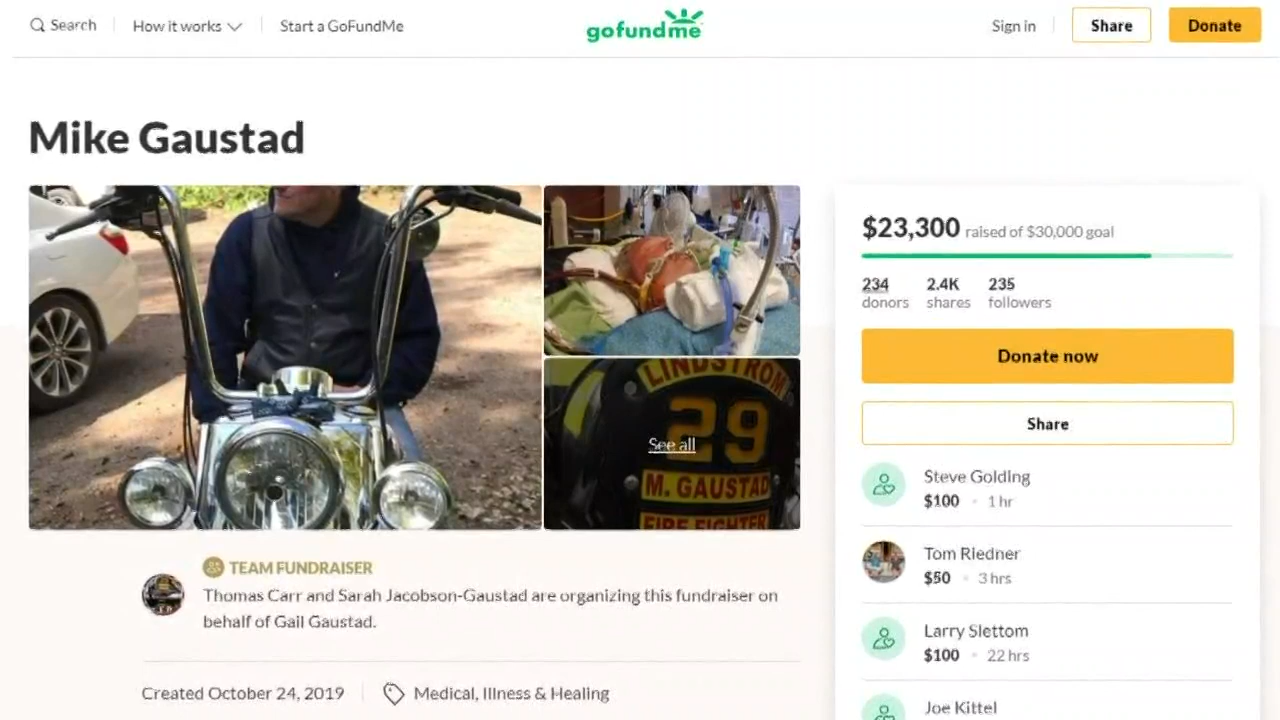 Search
How it works
Start a GoFundMe
gofundme
Sign in
Share
Donate
Mike Gaustad
LINDSTROM
29
See all
M. GAUSTAD
FIRE FIGHTER
$23,300 raised of $30,000 goal
234 donors
2.4K shares
235 followers
Donate now
Share
Steve Golding
$100 • 1 hr
Tom Riedner
$50 • 3 hrs
Larry Slettom
$100 • 22 hrs
Joe Kittel
TEAM FUNDRAISER
Thomas Carr and Sarah Jacobson-Gaustad are organizing this fundraiser on
behalf of Gail Gaustad.
Created October 24, 2019
Medical, Illness & Healing